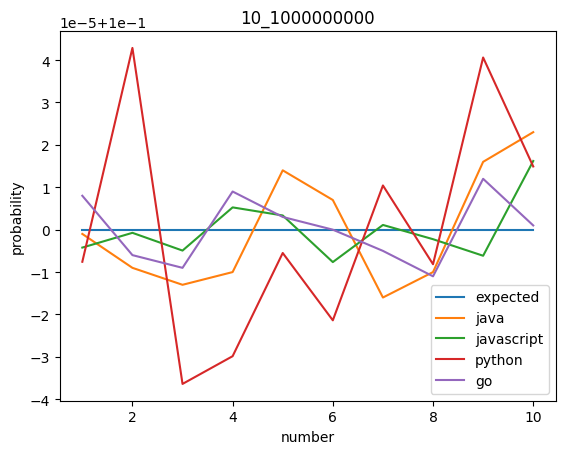 10_1000000000
1e−5+1e−1
4
3
2
1
0
−1
−2
−3
−4
probability
2
4
6
8
10
number
expected
java
javascript
python
go